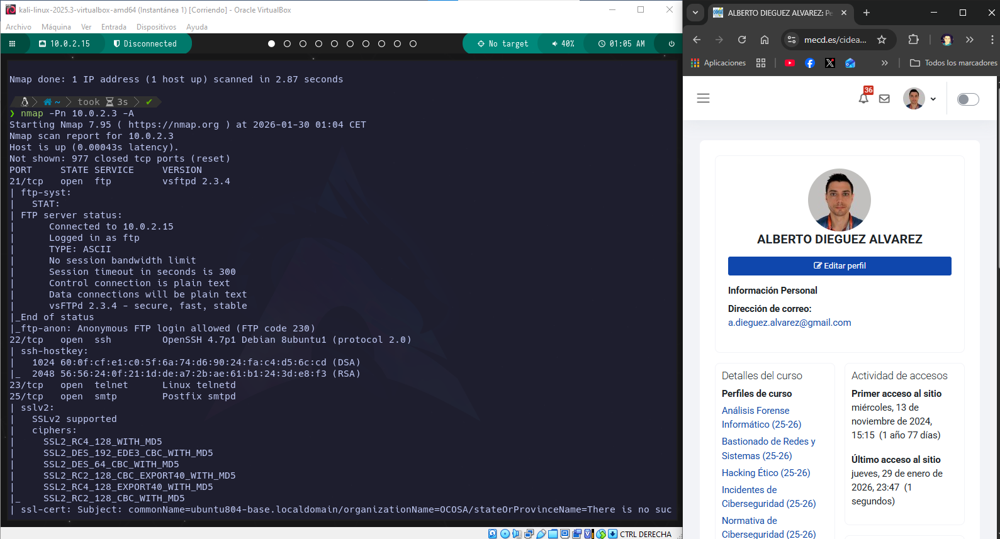 kali-linux-2025.3-virtualbox-amd64 (Instantánea 1) [Corriendo] - Oracle VirtualBox
Archivo Máquina Ver Entrada Dispositivos Ayuda
10.0.2.15 Disconnected No target 40% 01:05 AM
Nmap done: 1 IP address (1 host up) scanned in 2.87 seconds
~ took 3s ✔
❯ nmap -Pn 10.0.2.3 -A
Starting Nmap 7.95 ( https://nmap.org ) at 2026-01-30 01:04 CET
Nmap scan report for 10.0.2.3
Host is up (0.00043s latency).
Not shown: 977 closed tcp ports (reset)
PORT STATE SERVICE VERSION
21/tcp open ftp vsftpd 2.3.4
| ftp-syst:
| STAT:
| FTP server status:
| Connected to 10.0.2.15
| Logged in as ftp
| TYPE: ASCII
| No session bandwidth limit
| Session timeout in seconds is 300
| Control connection is plain text
| Data connections will be plain text
| vsFTPd 2.3.4 - secure, fast, stable
|_End of status
|_ftp-anon: Anonymous FTP login allowed (FTP code 230)
22/tcp open ssh OpenSSH 4.7p1 Debian 8ubuntu1 (protocol 2.0)
| ssh-hostkey:
| 1024 60:0f:cf:e1:c0:5f:6a:74:d6:90:24:fa:c4:d5:6c:cd (DSA)
|_ 2048 56:56:24:0f:21:1d:de:a7:2b:ae:61:b1:24:3d:e8:f3 (RSA)
23/tcp open telnet Linux telnetd
25/tcp open smtp Postfix smtpd
| sslv2:
| SSLv2 supported
| ciphers:
| SSL2_RC4_128_WITH_MD5
| SSL2_DES_192_EDE3_CBC_WITH_MD5
| SSL2_DES_64_CBC_WITH_MD5
| SSL2_RC2_128_CBC_EXPORT40_WITH_MD5
| SSL2_RC4_128_EXPORT40_WITH_MD5
|_ SSL2_RC2_128_CBC_WITH_MD5
| ssl-cert: Subject: commonName=ubuntu804-base.localdomain/organizationName=OCOSA/stateOrProvinceName=There is no suc
CTRL DERECHA
ALBERTO DIEGUEZ ALVAREZ: Pe
mecd.es/cidea...
Aplicaciones
Todos los marcadores
36
ALBERTO DIEGUEZ ALVAREZ
Editar perfil
Información Personal
Dirección de correo:
a.dieguez.alvarez@gmail.com
Detalles del curso
Perfiles de curso
Análisis Forense
Informático (25-26)
Bastionado de Redes y
Sistemas (25-26)
Hacking Ético (25-26)
Incidentes de
Ciberseguridad (25-26)
Normativa de
Ciberseguridad (25-26)
Actividad de accesos
Primer acceso al sitio
miércoles, 13 de
noviembre de 2024,
15:15 (1 año 77 días)
Último acceso al sitio
jueves, 29 de enero de
2026, 23:47 (1
segundos)